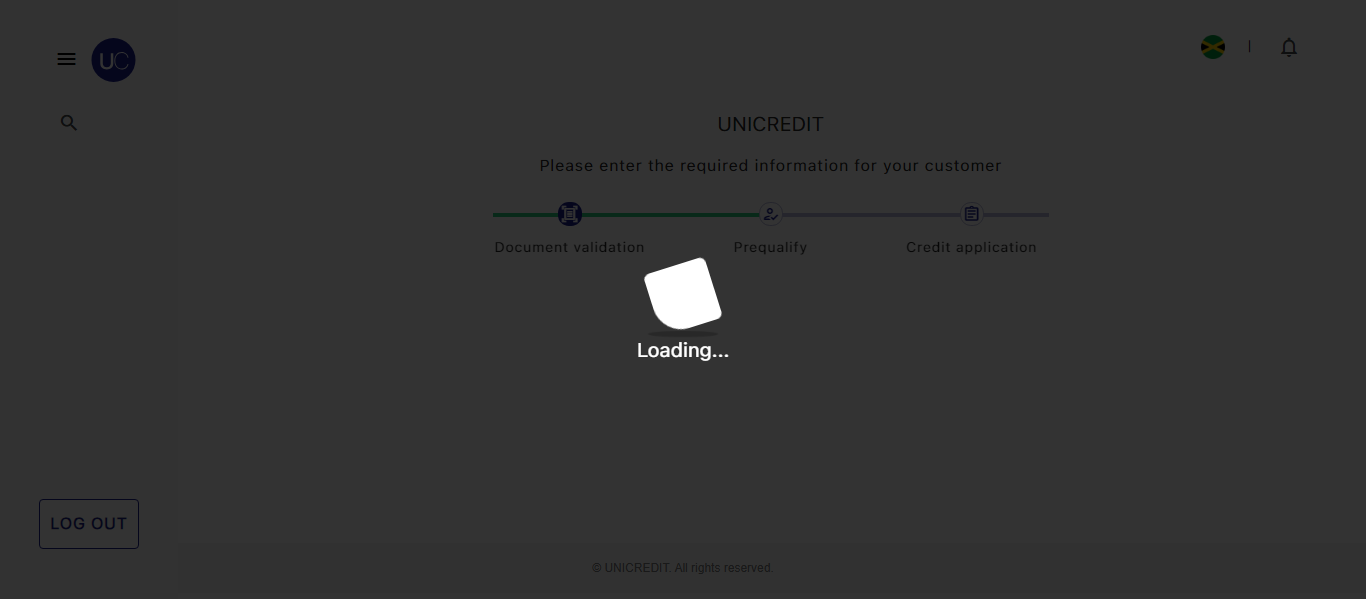 UC
UNICREDIT
Please enter the required information for your customer
Document validation
Prequalify
Credit application
Loading...
LOG OUT
© UNICREDIT. All rights reserved.